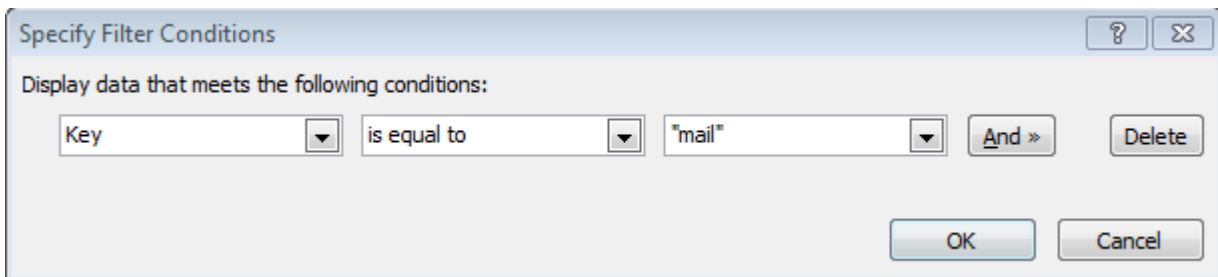 Specify Filter Conditions
Display data that meets the following conditions:
Key is equal to "mail" And » Delete
OK Cancel